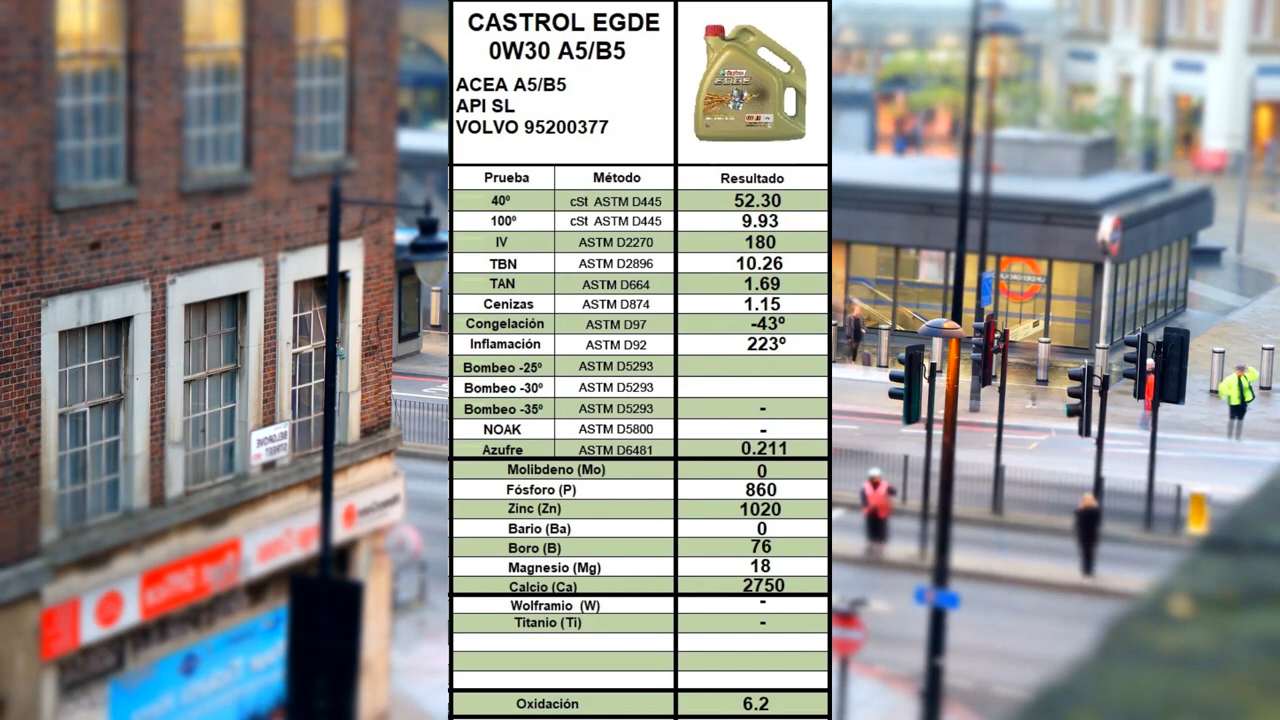 CASTROL EGDE
0W30 A5/B5
ACEA A5/B5
API SL
VOLVO 95200377
Castrol
EDGE
Prueba Método Resultado
40º cSt ASTM D445 52.30
100º cSt ASTM D445 9.93
IV ASTM D2270 180
TBN ASTM D2896 10.26
TAN ASTM D664 1.69
Cenizas ASTM D874 1.15
Congelación ASTM D97 -43º
Inflamación ASTM D92 223º
Bombeo -25º ASTM D5293
Bombeo -30º ASTM D5293
Bombeo -35º ASTM D5293 -
NOAK ASTM D5800 -
Azufre ASTM D6481 0.211
Molibdeno (Mo) 0
Fósforo (P) 860
Zinc (Zn) 1020
Bario (Ba) 0
Boro (B) 76
Magnesio (Mg) 18
Calcio (Ca) 2750
Wolframio (W) -
Titanio (Ti) -
Oxidación 6.2
BELGROVE
STREET
UNDERGROUND